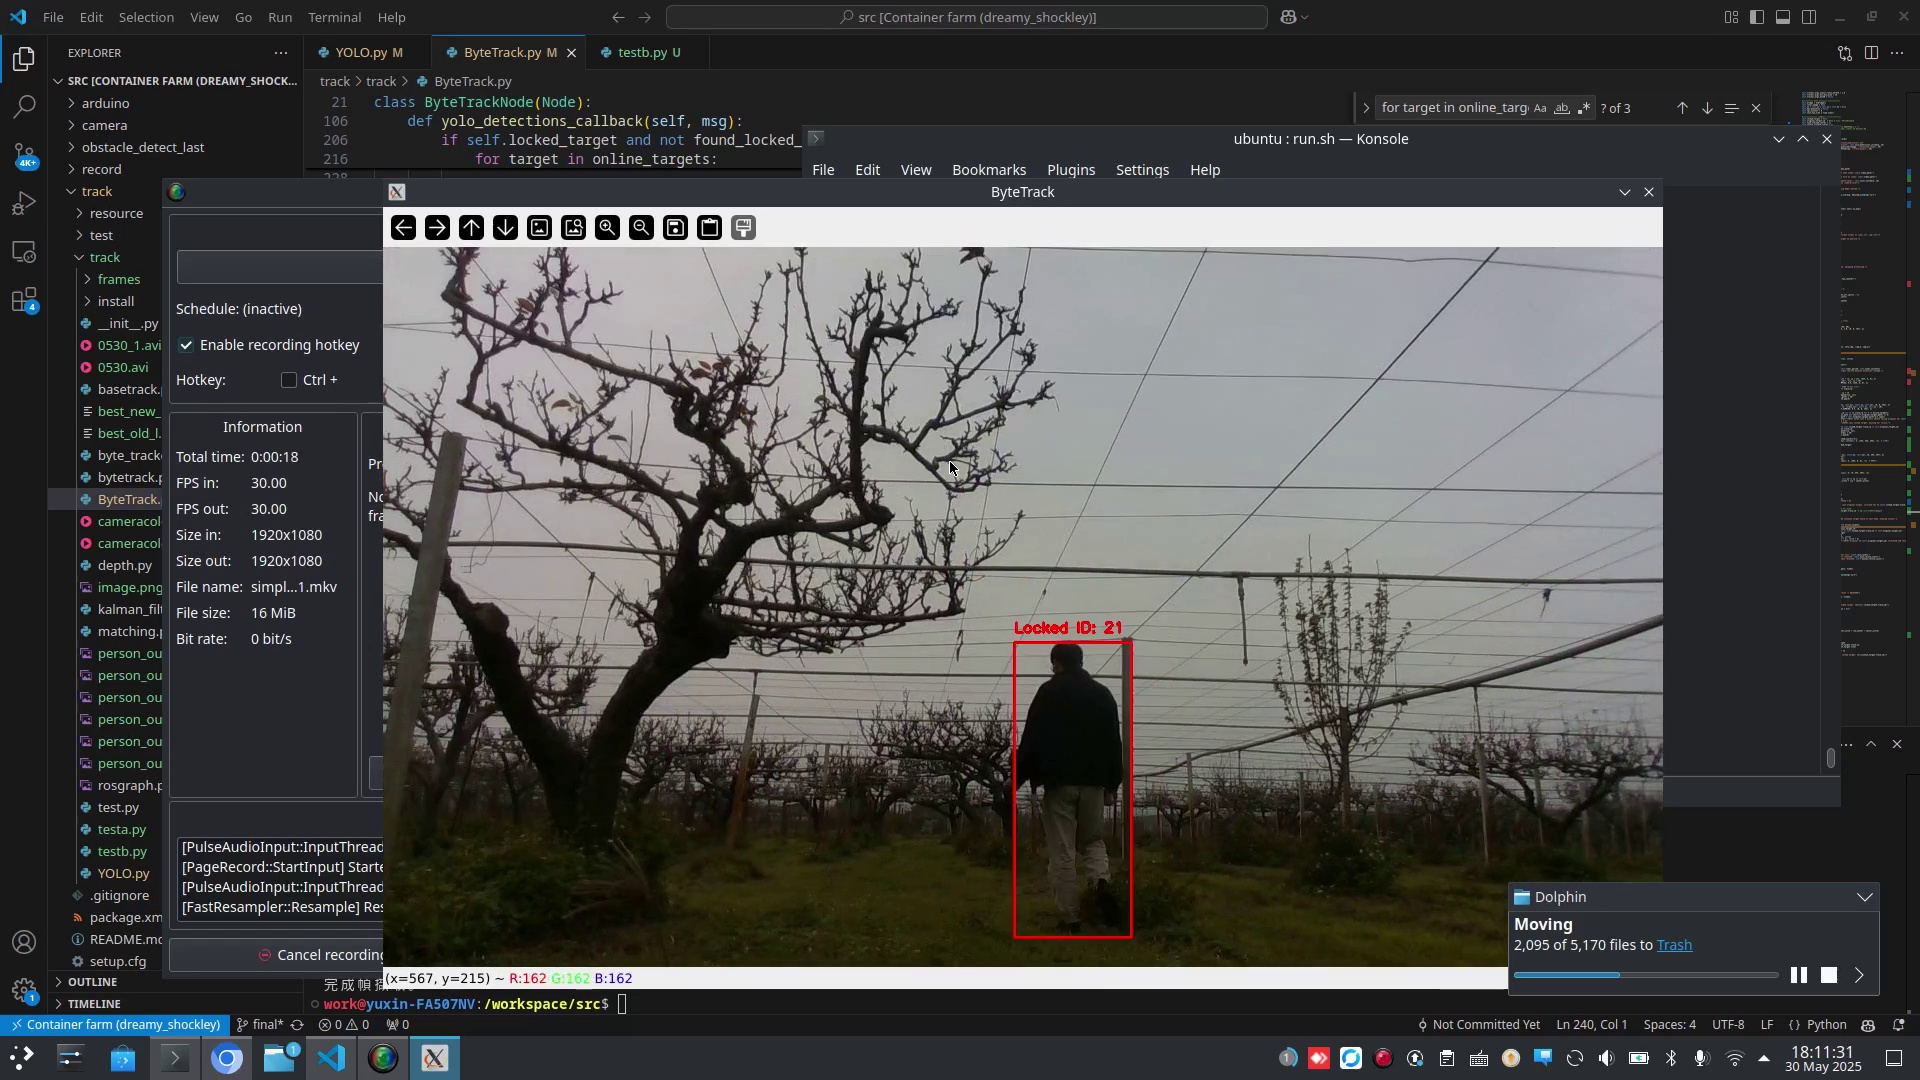 File Edit Selection View Go Run Terminal Help
src [Container farm (dreamy_shockley)]
EXPLORER
YOLO.py M
ByteTrack.py M
testb.py U
SRC [CONTAINER FARM (DREAMY_SHOCK...
track > track > ByteTrack.py
21 class ByteTrackNode(Node):
106 def yolo_detections_callback(self, msg):
206 if self.locked_target and not found_locked_
216 for target in online_targets:
for target in online_targ
Aa ab
? of 3
arduino
camera
obstacle_detect_last
record
track
resource
test
track
frames
install
__init__.py
0530_1.avi
0530.avi
basetrack.
best_new_
best_old_l.
byte_tracke
bytetrack.p
ByteTrack.
cameracol
cameracol
depth.py
image.png
kalman_filt
matching.p
person_ou
person_ou
person_ou
person_ou
person_ou
person_ou
rosgraph.p
test.py
testa.py
testb.py
YOLO.py
.gitignore
package.xm
README.md
setup.cfg
OUTLINE
TIMELINE
4K+
4
1
ubuntu : run.sh — Konsole
File Edit View Bookmarks Plugins Settings Help
ByteTrack
Schedule: (inactive)
Enable recording hotkey
Hotkey: Ctrl +
Information
Total time: 0:00:18
FPS in: 30.00
FPS out: 30.00
Size in: 1920x1080
Size out: 1920x1080
File name: simpl...1.mkv
File size: 16 MiB
Bit rate: 0 bit/s
[PulseAudioInput::InputThread
[PageRecord::StartInput] Starte
[PulseAudioInput::InputThread
[FastResampler::Resample] Res
Cancel recording
Locked ID: 21
(x=567, y=215) ~ R:162 G:162 B:162
work@yuxin-FA507NV:/workspace/src$
Dolphin
Moving
2,095 of 5,170 files to Trash
Container farm (dreamy_shockley)
final*
0 0
0
Not Committed Yet
Ln 240, Col 1
Spaces: 4
UTF-8
LF
{} Python
1
1
18:11:31
30 May 2025